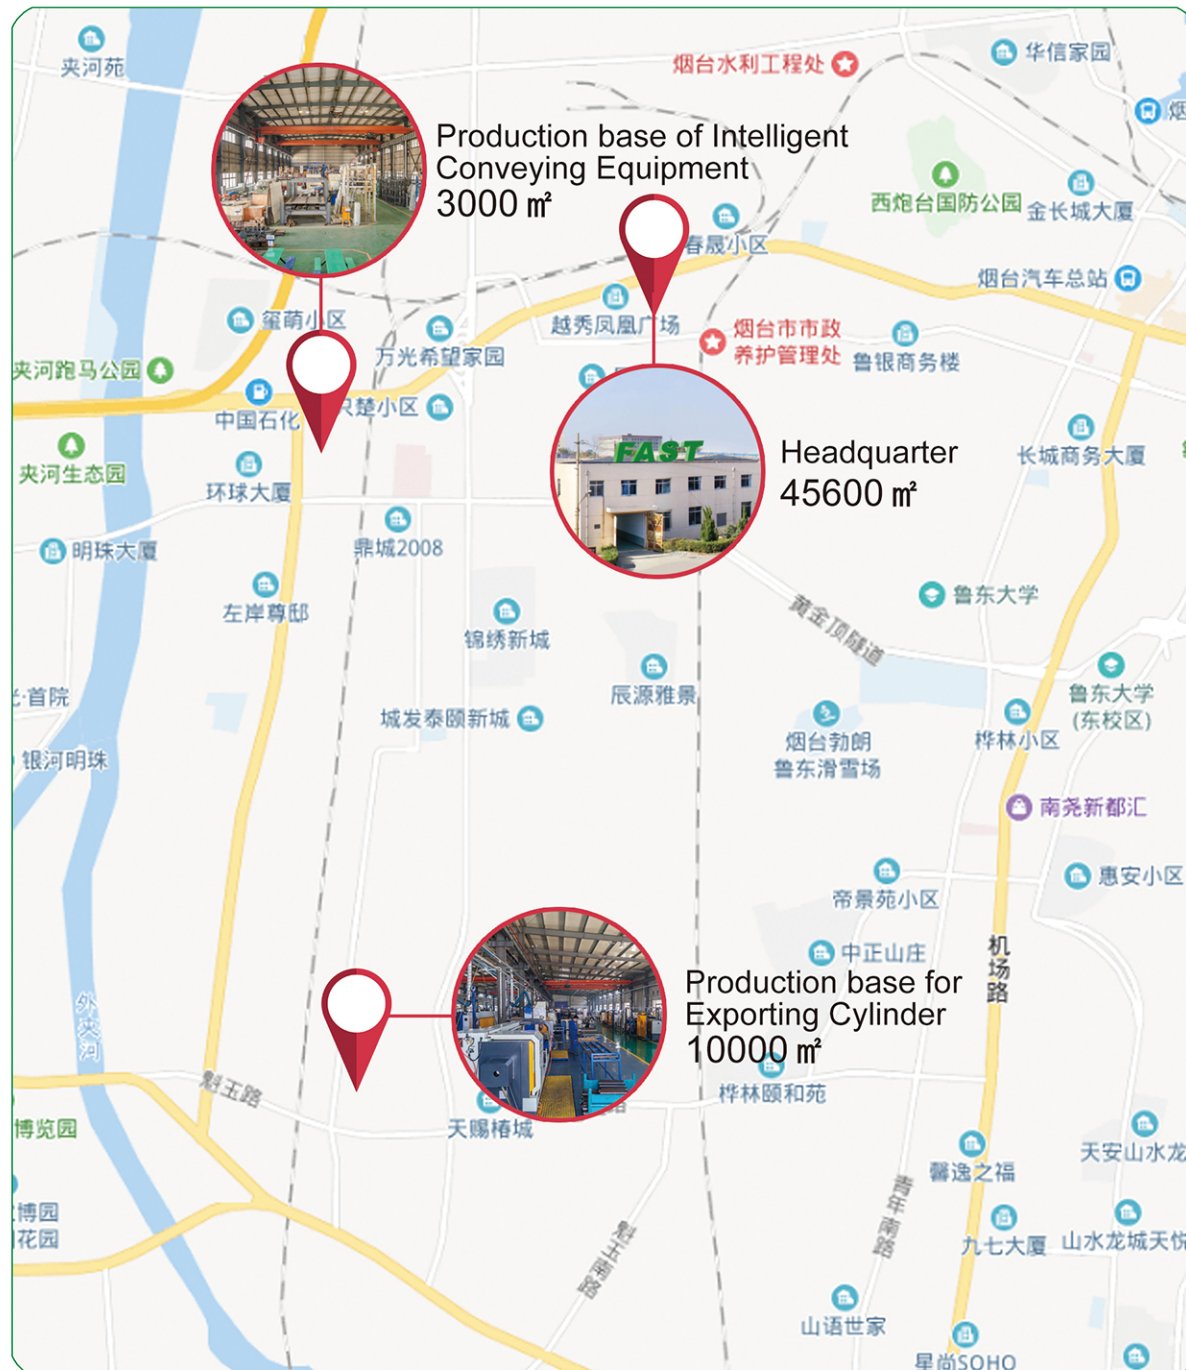 夹河苑
烟台水利工程处
华信家园
烟
Production base of Intelligent
Conveying Equipment
3000 ㎡
西炮台国防公园
金长城大厦
春晟小区
烟台汽车总站
玺萌小区
越秀凤凰广场
烟台市市政
养护管理处
鲁银商务楼
万光希望家园
夹河跑马公园
中国石化
只楚小区
FAST
Headquarter
45600 ㎡
长城商务大厦
夹河生态园
环球大厦
明珠大厦
鼎城2008
鲁东大学
左岸尊邸
黄金顶隧道
锦绣新城
辰源雅景
鲁东大学
(东校区)
光·首院
城发泰颐新城
烟台勃朗
鲁东滑雪场
桦林小区
银河明珠
南尧新都汇
惠安小区
帝景苑小区
中正山庄
机场路
Production base for
Exporting Cylinder
10000 ㎡
外夹河
魁玉路
路
桦林颐和苑
博览园
天赐椿城
天安山水龙
馨逸之福
青年南路
博园
花园
魁玉南路
九七大厦
山水龙城天悦
山语世家
星尚SOHO